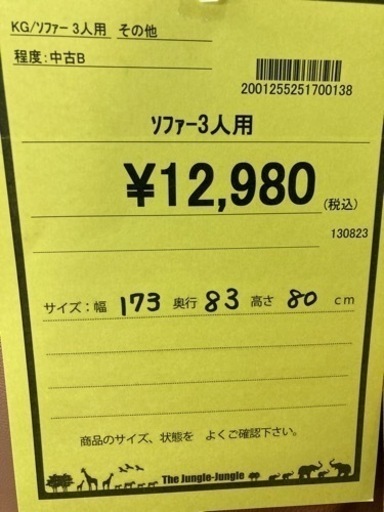 KG/ソファー 3人用 その他
程度:中古B
2001255251700138
ソファー3人用
¥12,980
(税込)
130823
サイズ:幅 173 奥行 83 高さ 80 cm
商品のサイズ、状態を よくご確認下さい。
The Jungle-Jungle